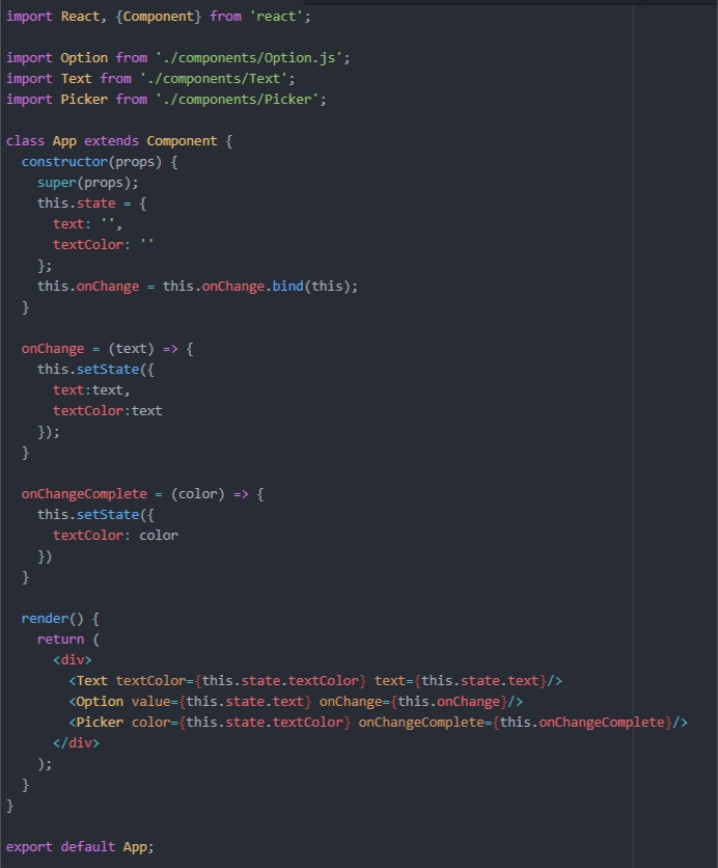 import React, {Component} from 'react';

import Option from './components/Option.js';
import Text from './components/Text';
import Picker from './components/Picker';

class App extends Component {
  constructor(props) {
    super(props);
    this.state = {
      text: '',
      textColor: ''
    };
    this.onChange = this.onChange.bind(this);
  }

  onChange = (text) => {
    this.setState({
      text:text,
      textColor:text
    });
  }

  onChangeComplete = (color) => {
    this.setState({
      textColor: color
    })
  }

  render() {
    return (
      <div>
        <Text textColor={this.state.textColor} text={this.state.text}/>
        <Option value={this.state.text} onChange={this.onChange}/>
        <Picker color={this.state.textColor} onChangeComplete={this.onChangeComplete}/>
      </div>
    );
  }
}

export default App;